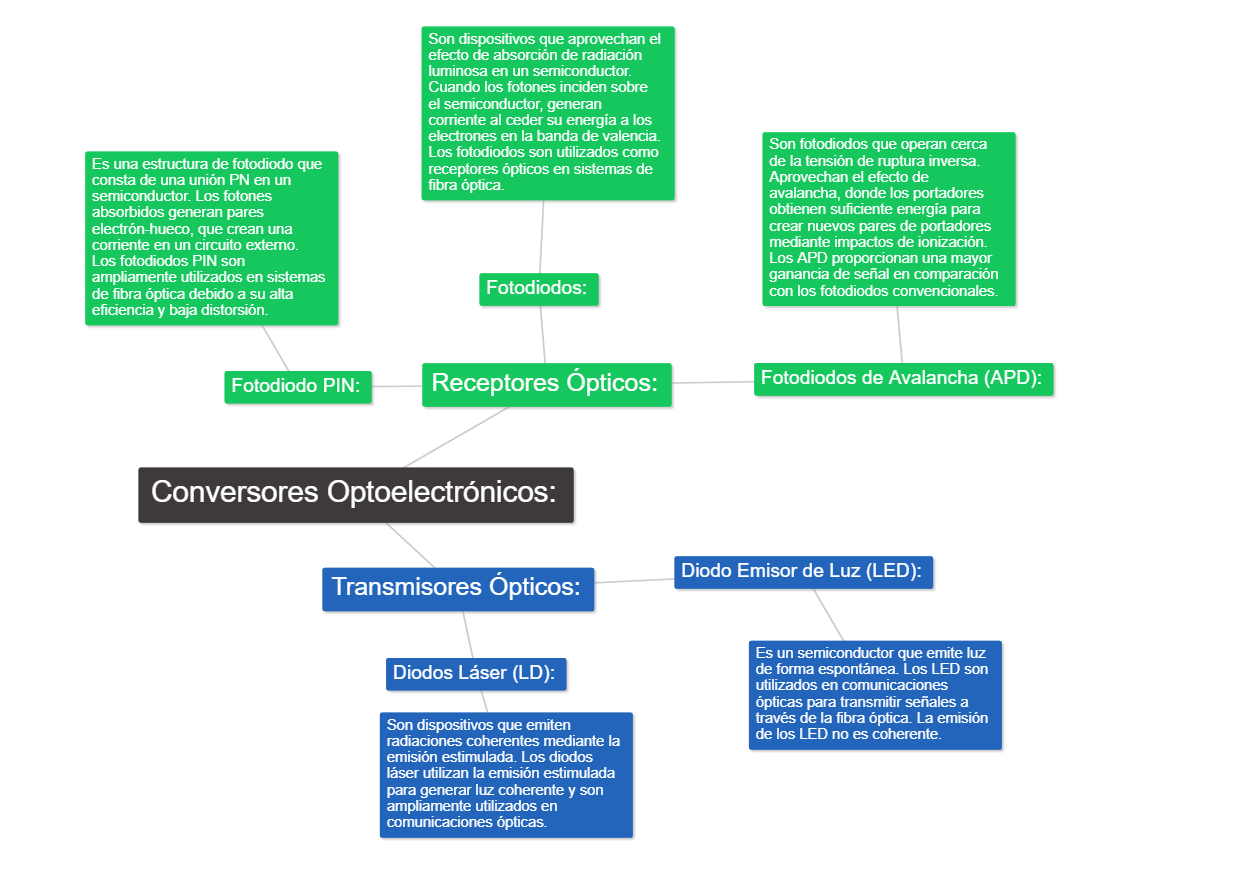 Son dispositivos que aprovechan el
efecto de absorción de radiación
luminosa en un semiconductor.
Cuando los fotones inciden sobre
el semiconductor, generan
corriente al ceder su energía a los
electrones en la banda de valencia.
Los fotodiodos son utilizados como
receptores ópticos en sistemas de
fibra óptica.
Es una estructura de fotodiodo que
consta de una unión PN en un
semiconductor. Los fotones
absorbidos generan pares
electrón-hueco, que crean una
corriente en un circuito externo.
Los fotodiodos PIN son
ampliamente utilizados en sistemas
de fibra óptica debido a su alta
eficiencia y baja distorsión.
Son fotodiodos que operan cerca
de la tensión de ruptura inversa.
Aprovechan el efecto de
avalancha, donde los portadores
obtienen suficiente energía para
crear nuevos pares de portadores
mediante impactos de ionización.
Los APD proporcionan una mayor
ganancia de señal en comparación
con los fotodiodos convencionales.
Fotodiodos:
Fotodiodo PIN:
Receptores Ópticos:
Fotodiodos de Avalancha (APD):
Conversores Optoelectrónicos:
Transmisores Ópticos:
Diodo Emisor de Luz (LED):
Diodos Láser (LD):
Es un semiconductor que emite luz
de forma espontánea. Los LED son
utilizados en comunicaciones
ópticas para transmitir señales a
través de la fibra óptica. La emisión
de los LED no es coherente.
Son dispositivos que emiten
radiaciones coherentes mediante la
emisión estimulada. Los diodos
láser utilizan la emisión estimulada
para generar luz coherente y son
ampliamente utilizados en
comunicaciones ópticas.